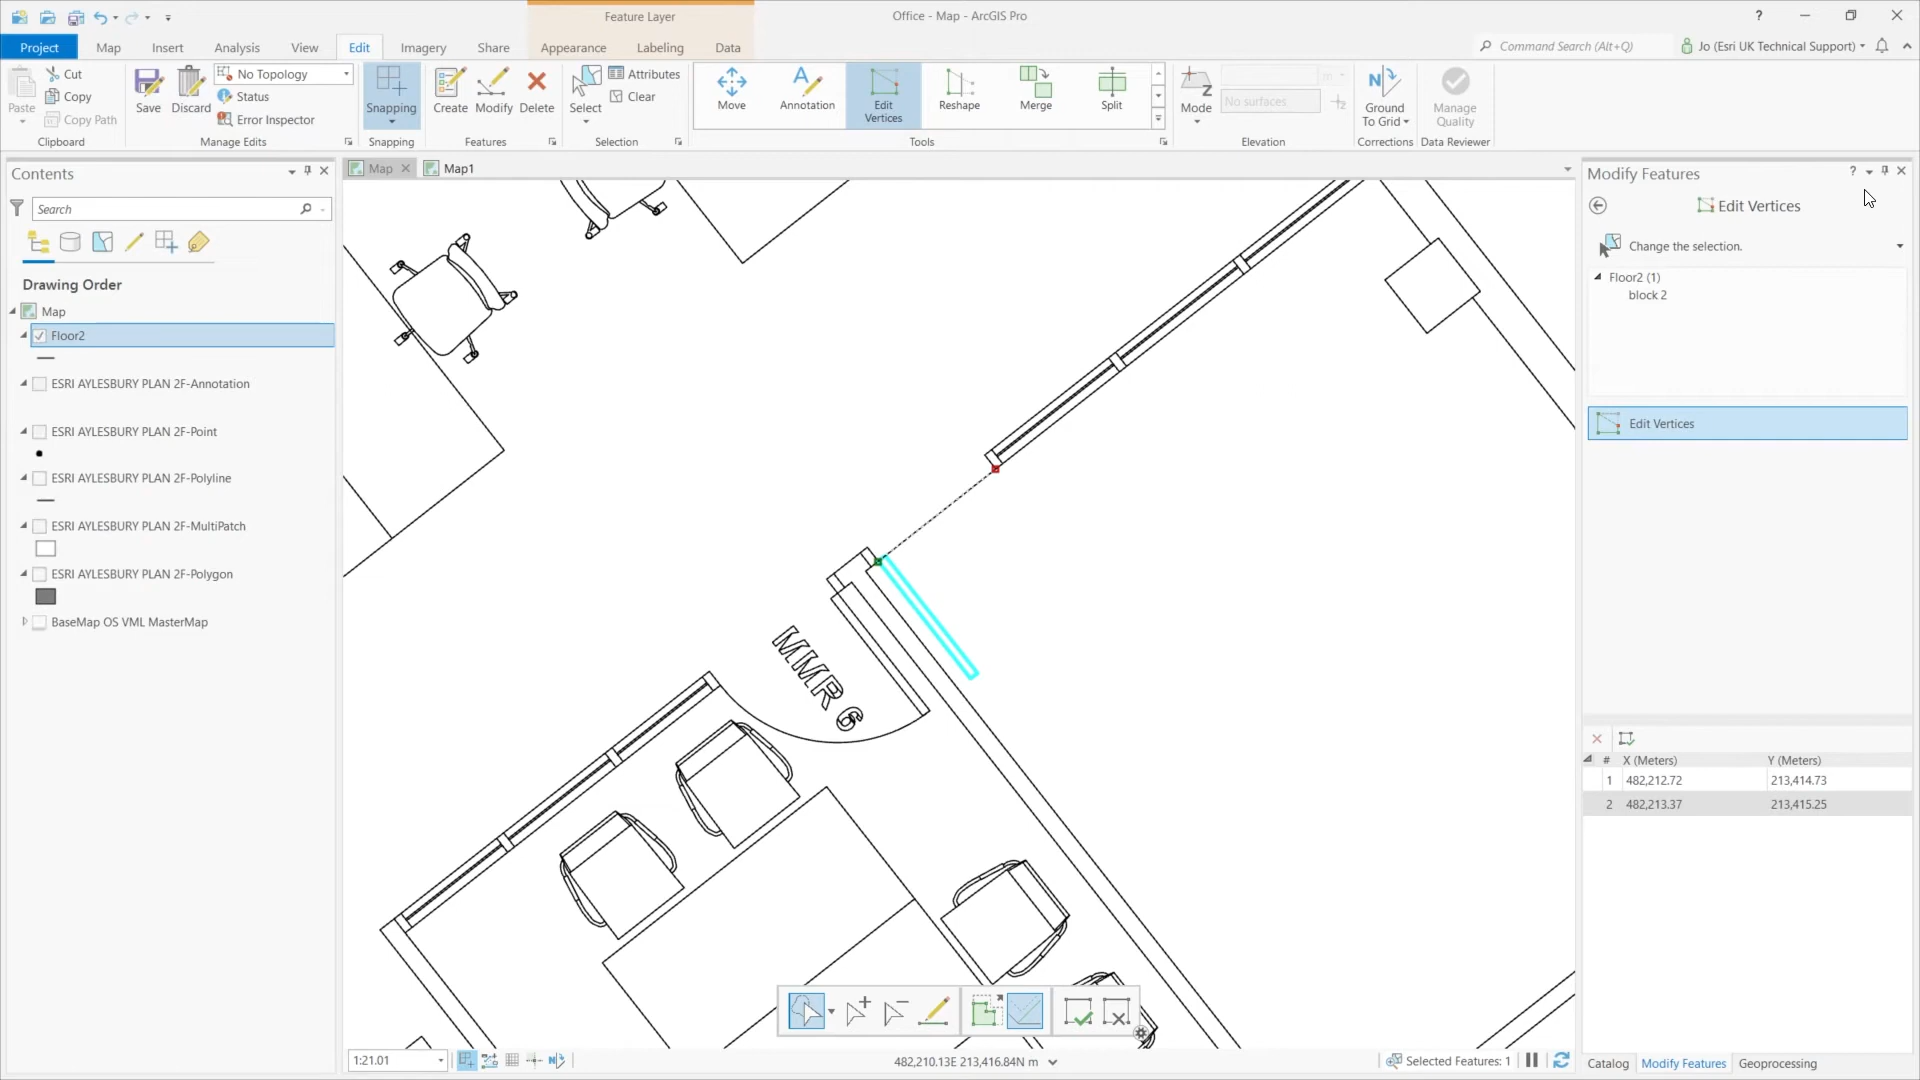 Feature Layer
Office - Map - ArcGIS Pro
?
Project
Map
Insert
Analysis
View
Edit
Imagery
Share
Appearance
Labeling
Data
Command Search (Alt+Q)
Jo (Esri UK Technical Support)
Paste
Cut
Copy
Copy Path
Clipboard
Save
Discard
No Topology
Status
Error Inspector
Manage Edits
Snapping
Snapping
Create
Modify
Delete
Features
Select
Attributes
Clear
Selection
Move
Annotation
Edit
Vertices
Reshape
Merge
Split
Tools
Mode
m
No surfaces
Elevation
Ground
To Grid
Corrections
Manage
Quality
Data Reviewer
Contents
Search
Drawing Order
Map
Floor2
ESRI AYLESBURY PLAN 2F-Annotation
ESRI AYLESBURY PLAN 2F-Point
ESRI AYLESBURY PLAN 2F-Polyline
ESRI AYLESBURY PLAN 2F-MultiPatch
ESRI AYLESBURY PLAN 2F-Polygon
BaseMap OS VML MasterMap
Map
Map1
MMR 6
1:21.01
482,210.13E 213,416.84N m
Selected Features: 1
Modify Features
?
Edit Vertices
Change the selection.
Floor2 (1)
block 2
Edit Vertices
# X (Meters) Y (Meters)
1 482,212.72 213,414.73
2 482,213.37 213,415.25
Catalog
Modify Features
Geoprocessing